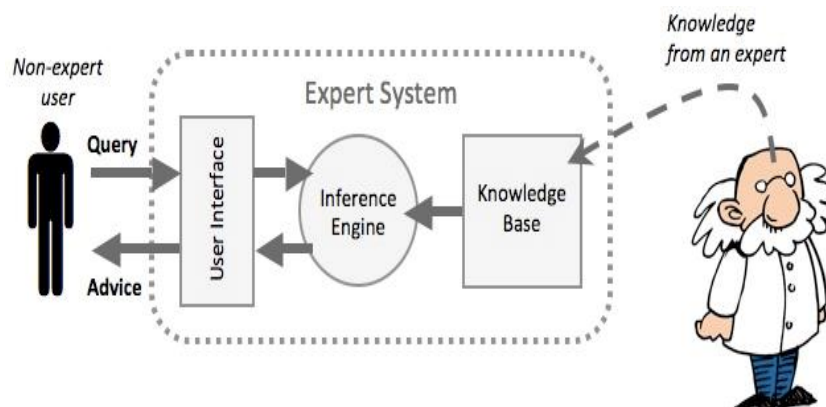 Knowledge
from an expert
Non-expert
user
Expert System
Query
User Interface
Inference
Engine
Knowledge
Base
Advice